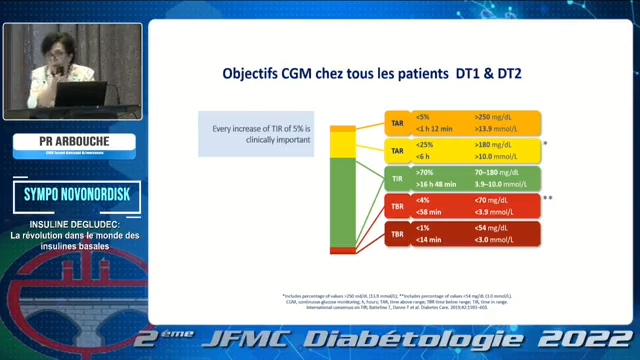 Objectifs CGM chez tous les patients DT1 & DT2
Every increase of TIR of 5% is
clinically important
TAR
<5%
>250 mg/dL
<1 h 12 min
>13.9 mmol/L
TAR
<25%
>180 mg/dL
<6 h
>10.0 mmol/L
*
TIR
>70%
70–180 mg/dL
>16 h 48 min
3.9–10.0 mmol/L
TBR
<4%
<70 mg/dL
<58 min
<3.9 mmol/L
**
TBR
<1%
<54 mg/dL
<14 min
<3.0 mmol/L
*Includes percentage of values >250 mg/dL (13.9 mmol/L); **Includes percentage of values <54 mg/dL (3.0 mmol/L).
CGM, continuous glucose monitoring; h, hours; TAR, time above range; TBR time below range; TIR, time in range.
International consensus on TIR; Battelino T, Danne T et al. Diabetes Care. 2019;42:1593–603.
PR ARBOUCHE
SYMPO NOVONORDISK
INSULINE DEGLUDEC:
La révolution dans le monde des
insulines basales
2ème JFMC Diabétologie 2022